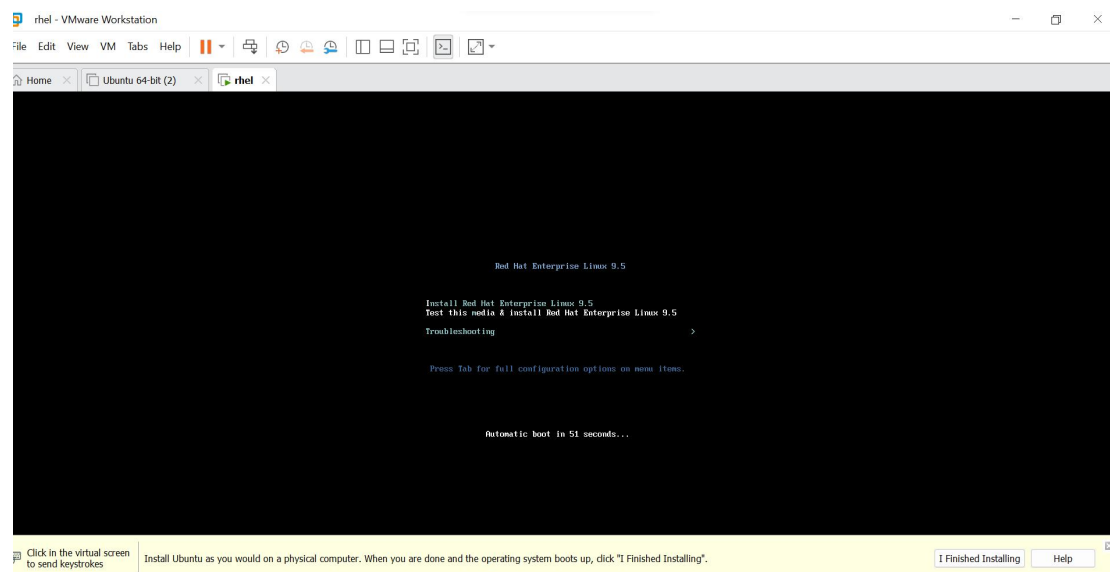 rhel - VMware Workstation
File Edit View VM Tabs Help
Home
Ubuntu 64-bit (2)
rhel
Red Hat Enterprise Linux 9.5
Install Red Hat Enterprise Linux 9.5
Test this media & install Red Hat Enterprise Linux 9.5
Troubleshooting >
Press Tab for full configuration options on menu items.
Automatic boot in 51 seconds...
Click in the virtual screen
to send keystrokes
Install Ubuntu as you would on a physical computer. When you are done and the operating system boots up, click "I Finished Installing".
I Finished Installing
Help